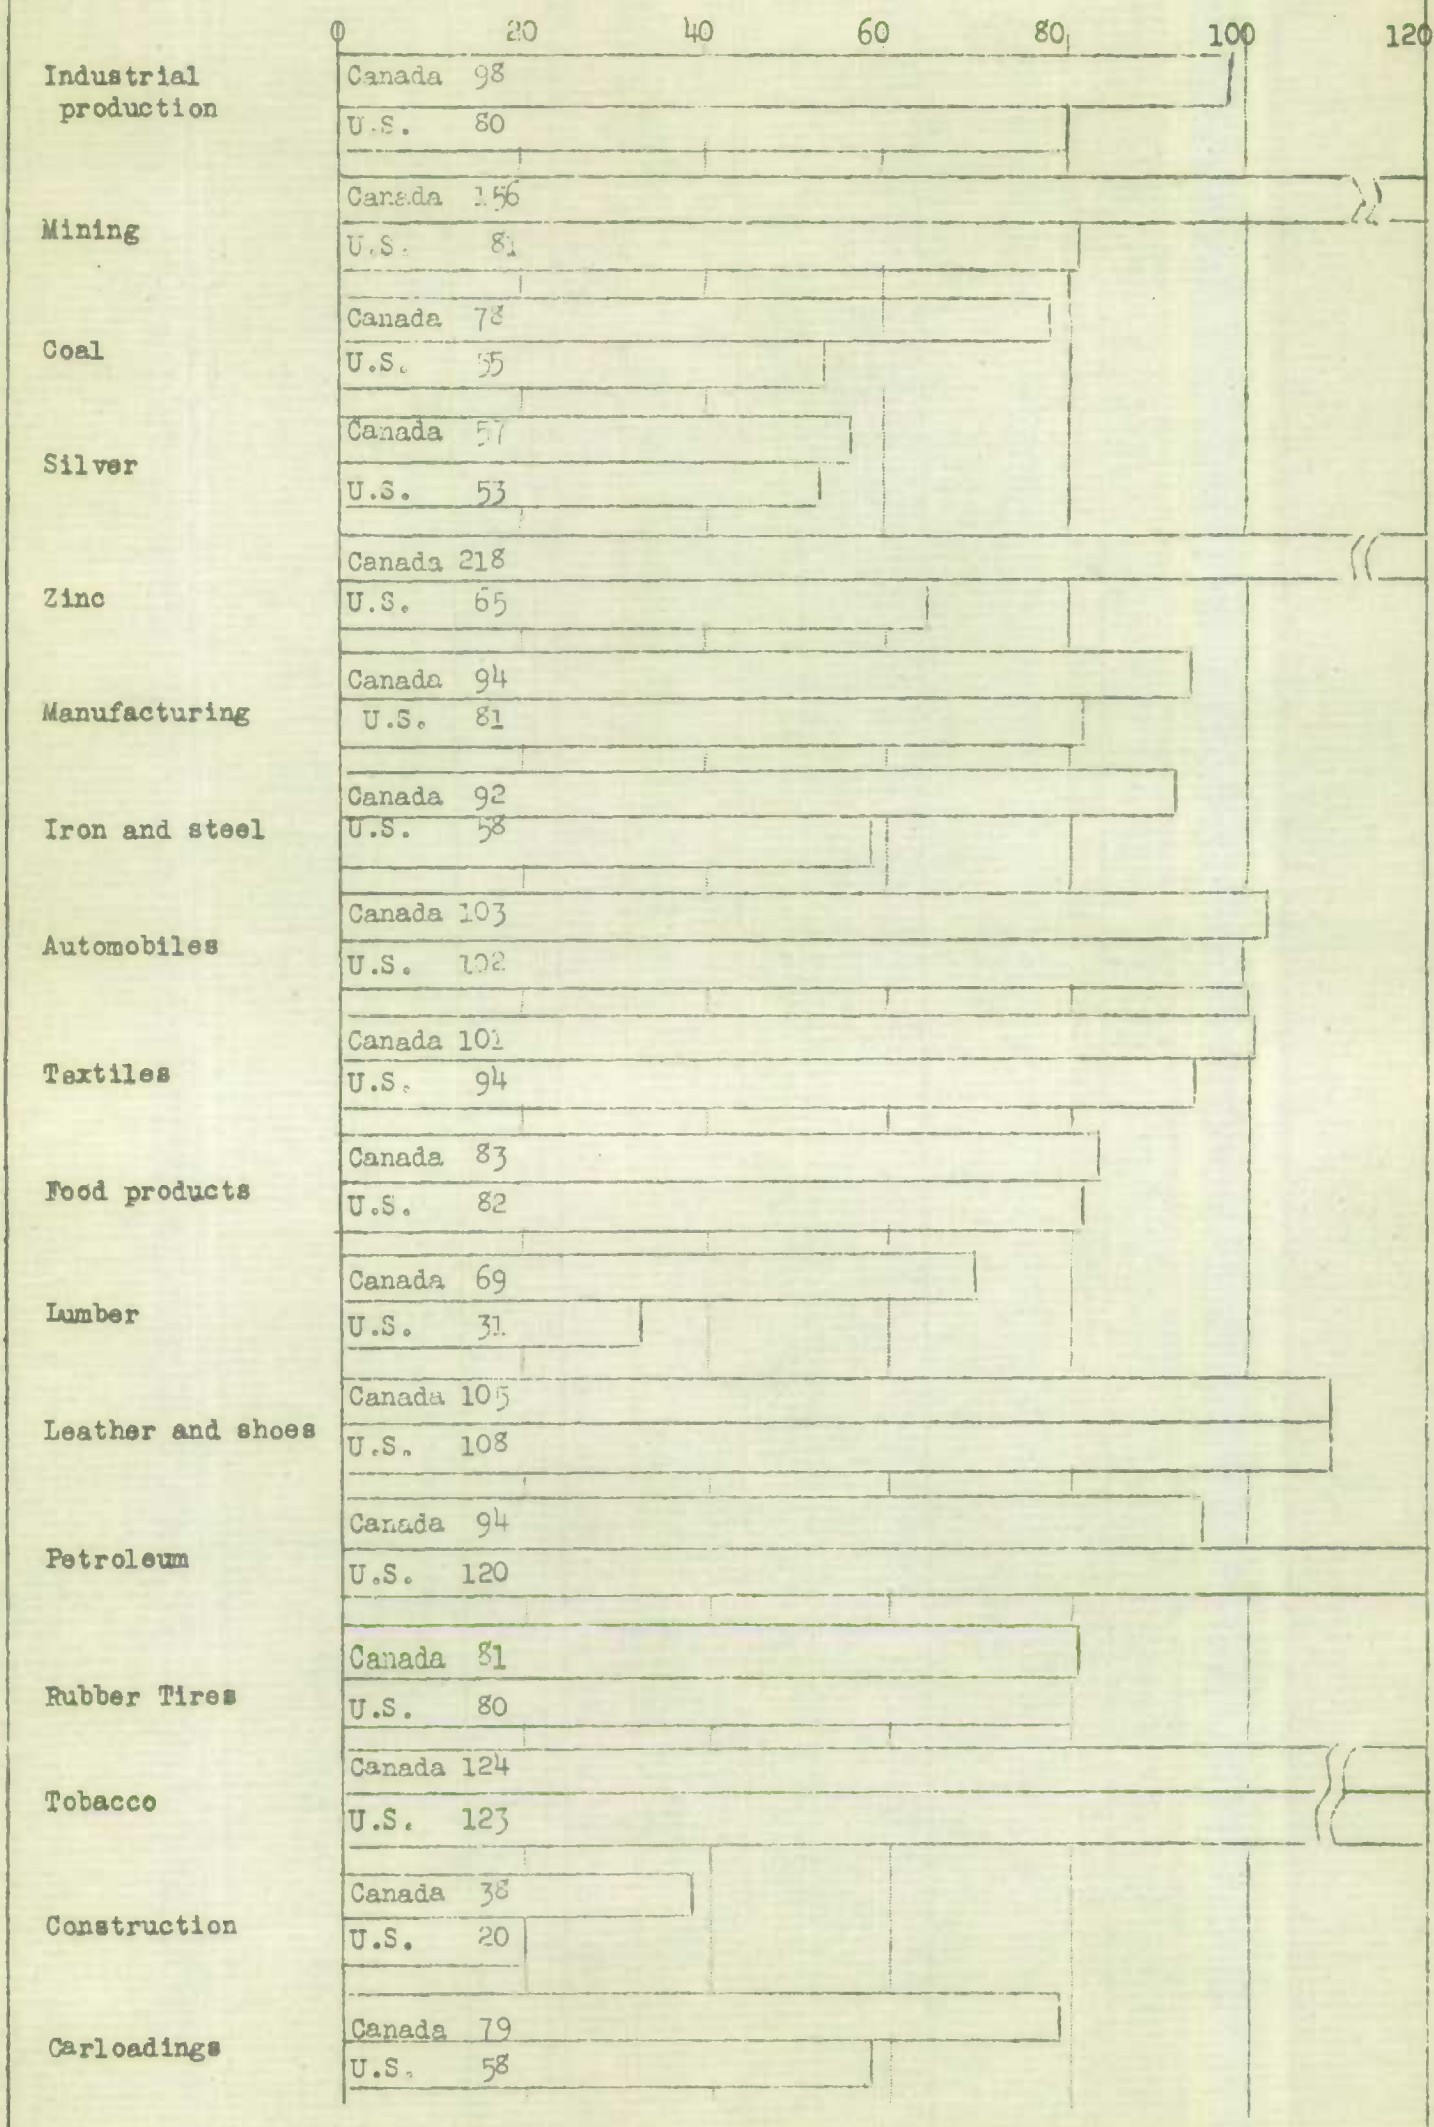 0 20 40 60 80 100 120
Industrial
production
Canada 98
U.S. 80
Mining
Canada 156
U.S. 81
Coal
Canada 78
U.S. 55
Silver
Canada 57
U.S. 53
Zinc
Canada 218
U.S. 65
Manufacturing
Canada 94
U.S. 81
Iron and steel
Canada 92
U.S. 58
Automobiles
Canada 103
U.S. 102
Textiles
Canada 101
U.S. 94
Food products
Canada 83
U.S. 82
Lumber
Canada 69
U.S. 31
Leather and shoes
Canada 105
U.S. 108
Petroleum
Canada 94
U.S. 120
Rubber Tires
Canada 81
U.S. 80
Tobacco
Canada 124
U.S. 123
Construction
Canada 38
U.S. 20
Carloadings
Canada 79
U.S. 58